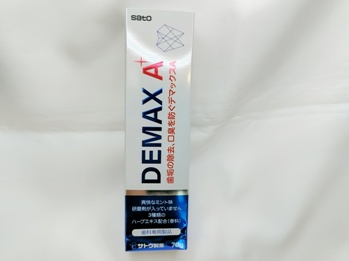 sato
DEMAX A+
歯垢の除去、口臭を防ぐデマックスA
爽快なミント味
研磨剤が入っていません
3種類の
ハーブエキス配合(香料)
歯科専用製品
サトウ製薬 70g